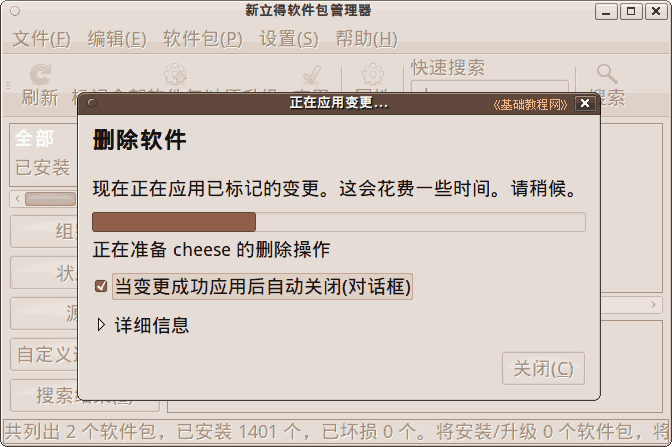 新立得软件包管理器
文件(F) 编辑(E) 软件包(P) 设置(S) 帮助(H)
快速搜索
刷新 搜索
正在应用变更... 《基础教程网》
全部
已安装
删除软件
现在正在应用已标记的变更。这会花费一些时间。请稍候。
正在准备 cheese 的删除操作
当变更成功应用后自动关闭(对话框)
详细信息
关闭(C)
自定义
搜索
共列出 2 个软件包，已安装 1401 个，已坏损 0 个。将安装/升级 0 个软件包，将